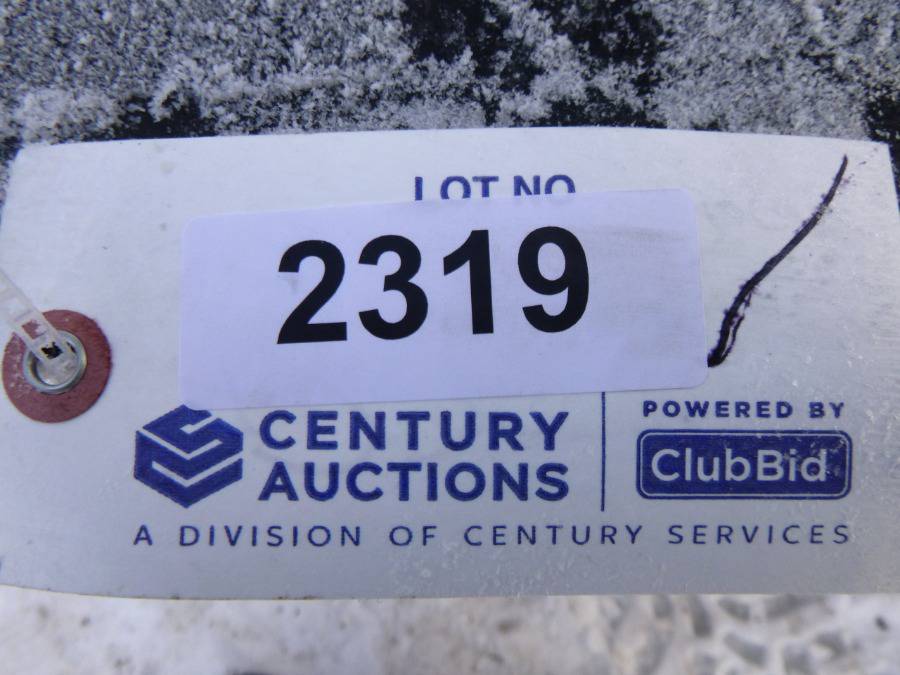 LOT NO
2319
CENTURY
AUCTIONS
POWERED BY
ClubBid
A DIVISION OF CENTURY SERVICES